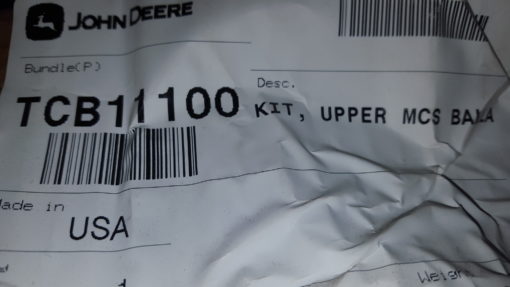 JOHN DEERE
Bundle(P)
TCB11100
Desc.
KIT, UPPER MCS
Made in
USA